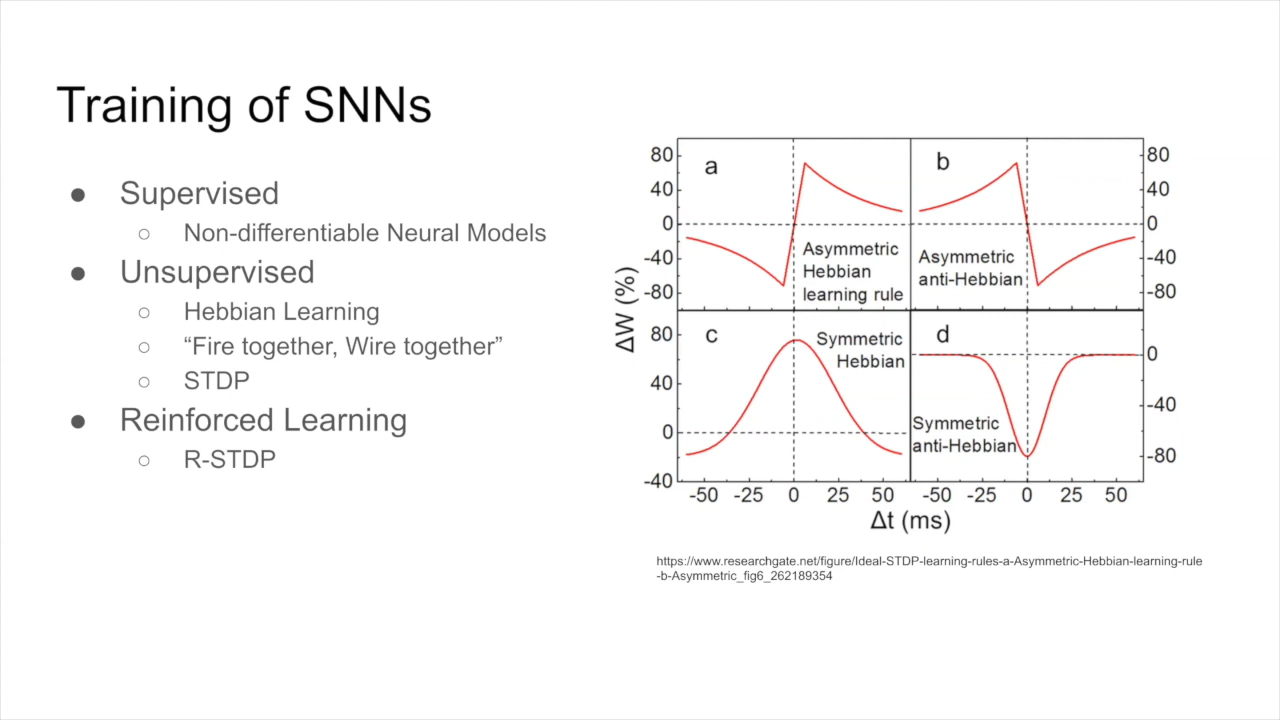 Training of SNNs
● Supervised
○ Non-differentiable Neural Models
● Unsupervised
○ Hebbian Learning
○ “Fire together, Wire together”
○ STDP
● Reinforced Learning
○ R-STDP
ΔW (%)
80
40
0
-40
-80
a
Asymmetric
Hebbian
learning rule
b
Asymmetric
anti-Hebbian
80
40
0
-40
-80
80
40
0
-40
c
Symmetric
Hebbian
d
Symmetric
anti-Hebbian
0
-40
-80
-50 -25 0 25 50 -50 -25 0 25 50
Δt (ms)
https://www.researchgate.net/figure/Ideal-STDP-learning-rules-a-Asymmetric-Hebbian-learning-rule
-b-Asymmetric_fig6_262189354